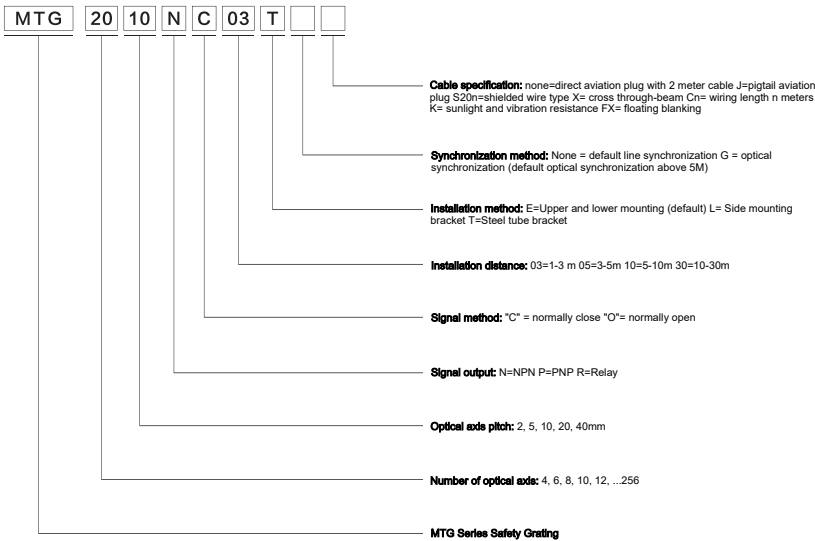 MTG 20 10 N C 03 T
Cable specification: none=direct aviation plug with 2 meter cable J=pigtail aviation
plug S20n=shielded wire type X= cross through-beam Cn= wiring length n meters
K= sunlight and vibration resistance FX= floating blanking
Synchronization method: None = default line synchronization G = optical
synchronization (default optical synchronization above 5M)
Installation method: E=Upper and lower mounting (default) L= Side mounting
bracket T=Steel tube bracket
Installation distance: 03=1-3 m 05=3-5m 10=5-10m 30=10-30m
Signal method: "C" = normally close "O"= normally open
Signal output: N=NPN P=PNP R=Relay
Optical axis pitch: 2, 5, 10, 20, 40mm
Number of optical axis: 4, 6, 8, 10, 12, ...256
MTG Series Safety Grating